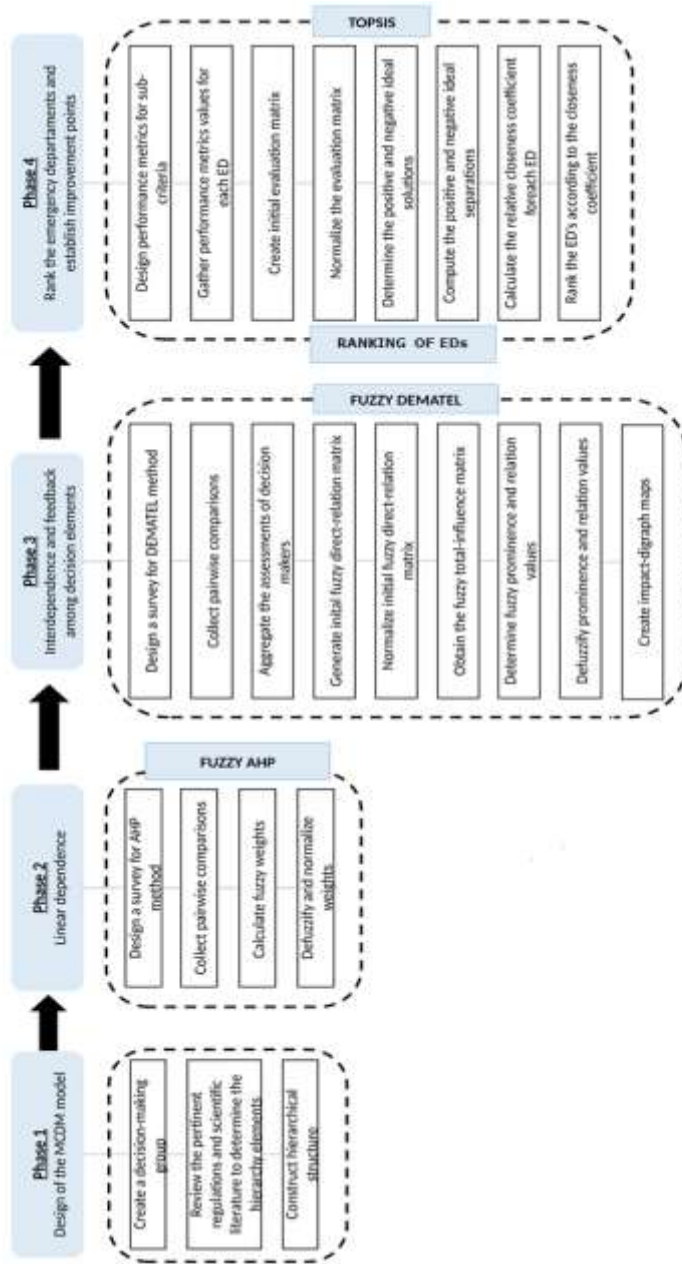 Phase 1
Design of the MCDM model
Create a decision-making
group
Review the pertinent
regulations and scientific
literature to determine the
hierarchy elements
Construct hierarchical
structure
Phase 2
Linear dependence
FUZZY AHP
Design a survey for AHP
method
Collect pairwise comparisons
Calculate fuzzy weights
Defuzzify and normalize
weights
Phase 3
Interdependence and feedback
among decision elements
FUZZY DEMATEL
Design a survey for DEMATEL method
Collect pairwise comparisons
Aggregate the assessments of decision
makers
Generate inital fuzzy direct-relation matrix
Normalize initial fuzzy direct-relation
matrix
Obtain the fuzzy total-influence matrix
Determine fuzzy prominence and relation
values
Defuzzify prominence and relation values
Create impact-digraph maps
Phase 4
Rank the emergency departaments and
establish improvement points
TOPSIS
Design performance metrics for sub-
criteria
Gather performance metrics values for
each ED
Create initial evaluation matrix
Normalize the evaluation matrix
Determine the positive and negative ideal
solutions
Compute the positive and negative ideal
separations
Calculate the relative closeness coefficient
foreach ED
Rank the ED's according to the closeness
coefficient
RANKING OF EDs